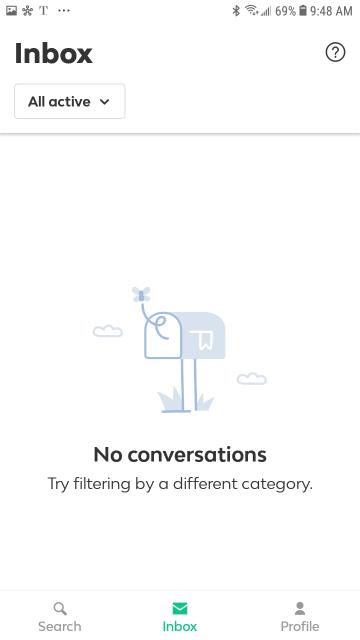 T ... 69% 9:48 AM
Inbox
All active
No conversations
Try filtering by a different category.
Search Inbox Profile